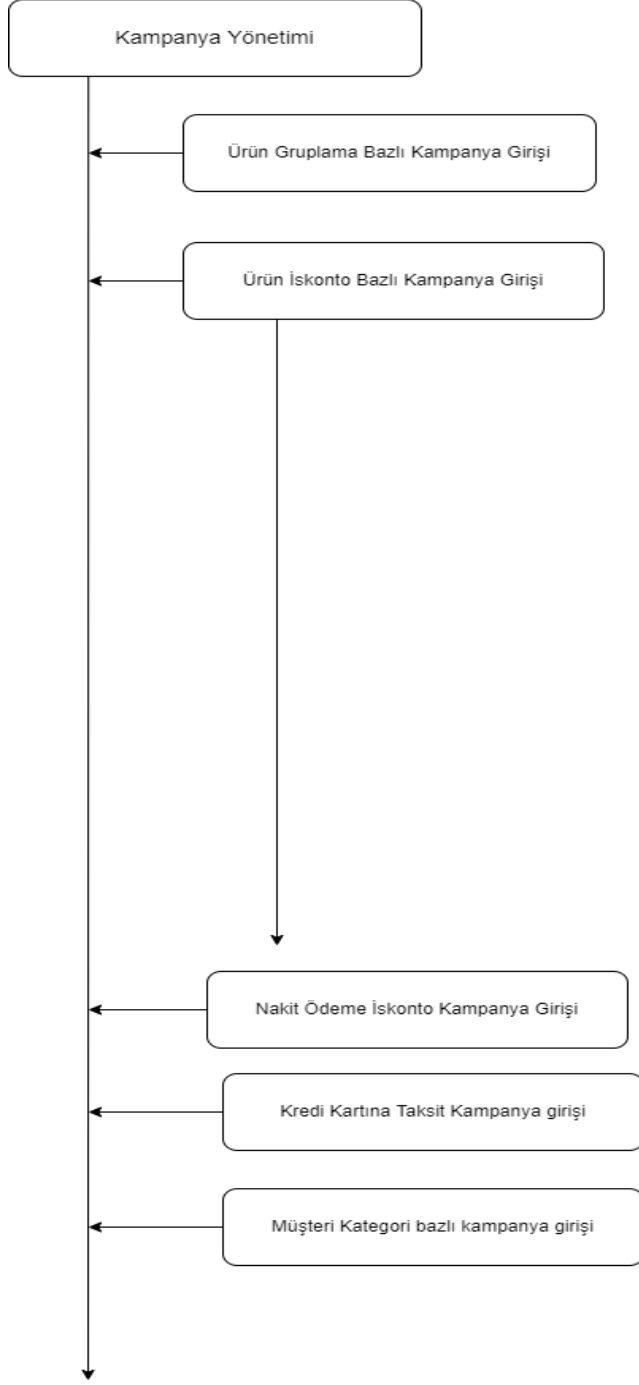 Kampanya Yönetimi
Ürün Gruplama Bazlı Kampanya Girişi
Ürün İskonto Bazlı Kampanya Girişi
Nakit Ödeme İskonto Kampanya Girişi
Kredi Kartına Taksit Kampanya girişi
Müşteri Kategori bazlı kampanya girişi